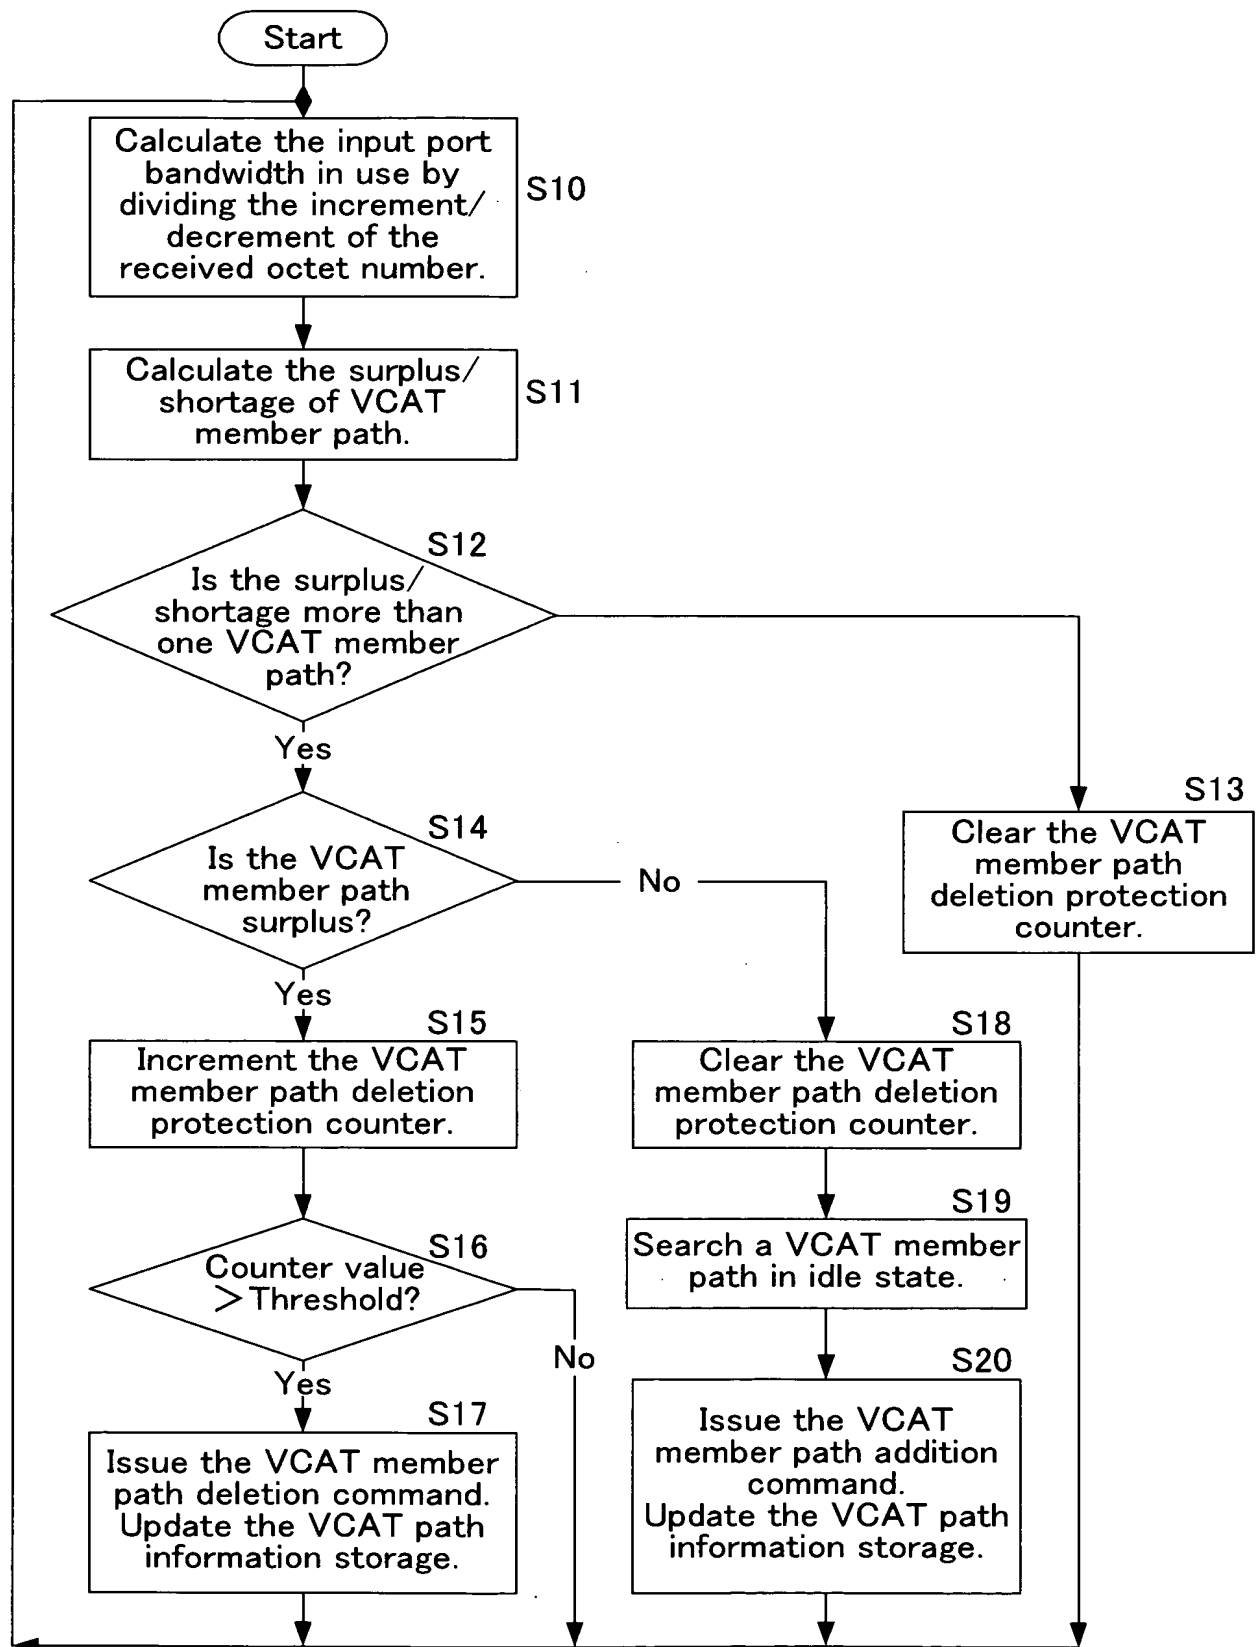 Start
Calculate the input port
bandwidth in use by
dividing the increment/
decrement of the
received octet number.
S10
Calculate the surplus/
shortage of VCAT
member path.
S11
S12
Is the surplus/
shortage more than
one VCAT member
path?
Yes
S13
Clear the VCAT
member path
deletion protection
counter.
S14
Is the VCAT
member path
surplus?
No
Yes
S15
Increment the VCAT
member path deletion
protection counter.
S18
Clear the VCAT
member path deletion
protection counter.
S16
Counter value
>Threshold?
No
Yes
S19
Search a VCAT member
path in idle state.
S17
Issue the VCAT member
path deletion command.
Update the VCAT path
information storage.
S20
Issue the VCAT
member path addition
command.
Update the VCAT path
information storage.